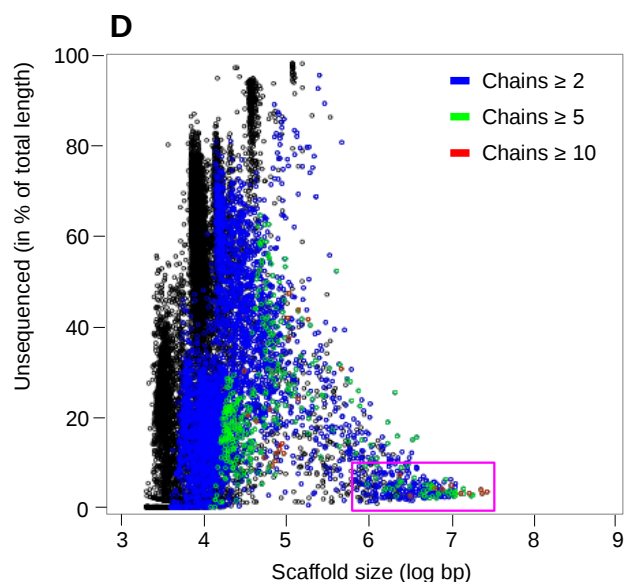 D
Unsequenced (in % of total length)
100
80
60
40
20
0
Chains ≥ 2
Chains ≥ 5
Chains ≥ 10
3 4 5 6 7 8 9
Scaffold size (log bp)